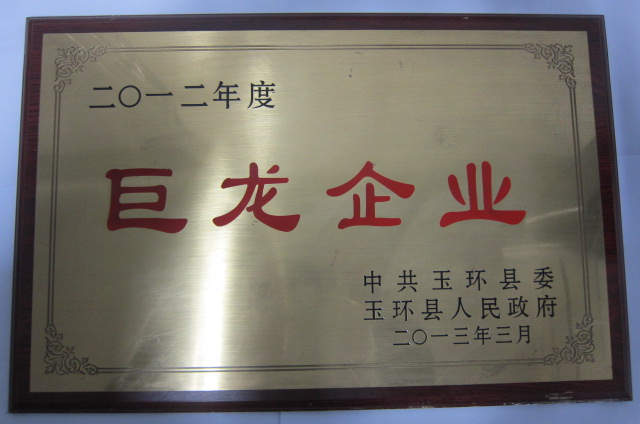 二〇一二年度
巨龙企业
中共玉环县委
玉环县人民政府
二〇一三年三月